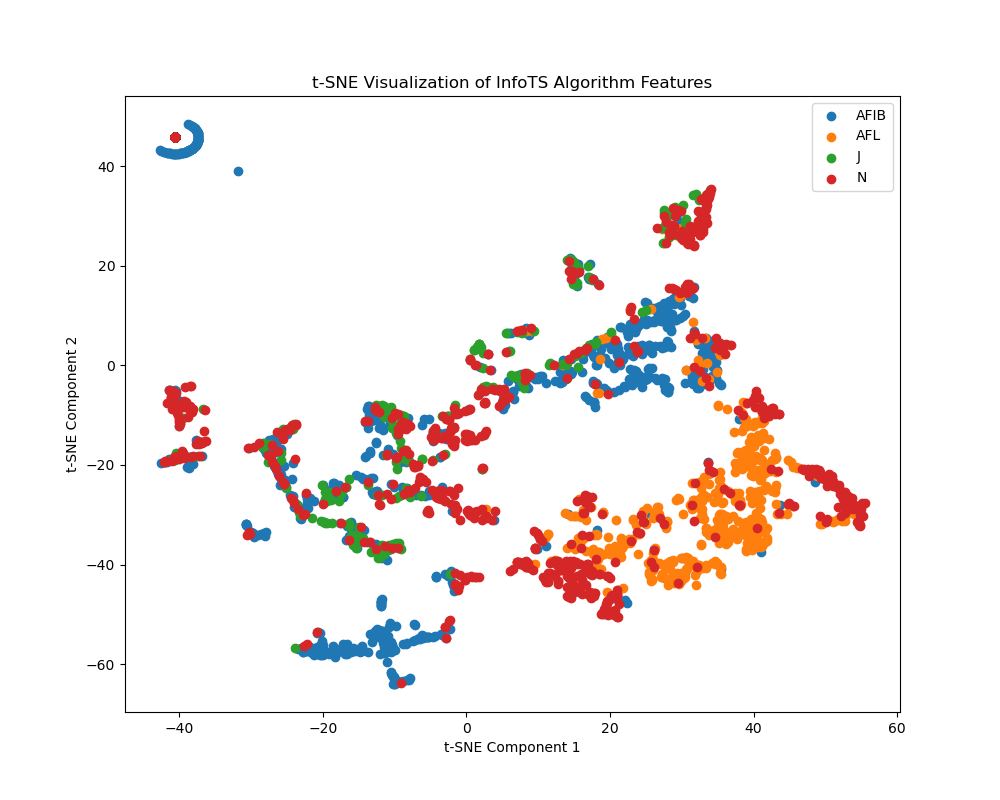 t-SNE Visualization of InfoTS Algorithm Features
AFIB
AFL
J
N
40
20
0
−20
−40
−60
t-SNE Component 2
−40
−20
0
20
40
60
t-SNE Component 1